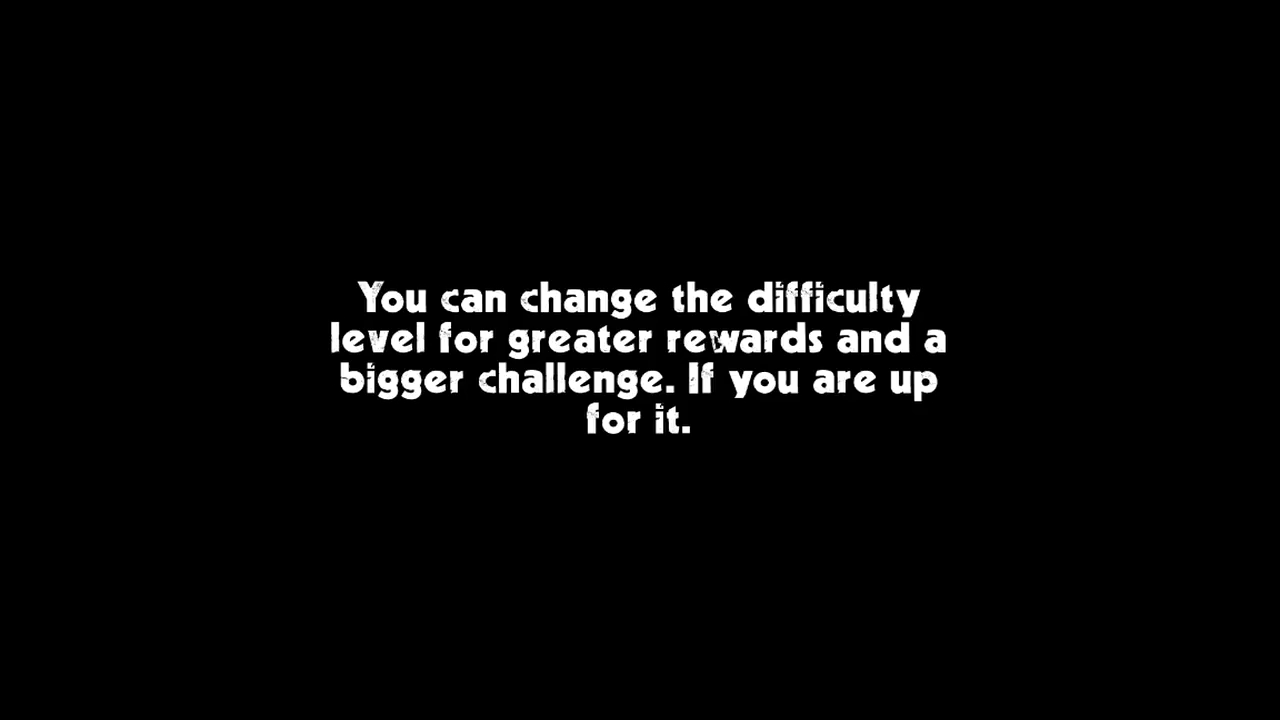 You can change the difficulty
level for greater rewards and a
bigger challenge. If you are up
for it.